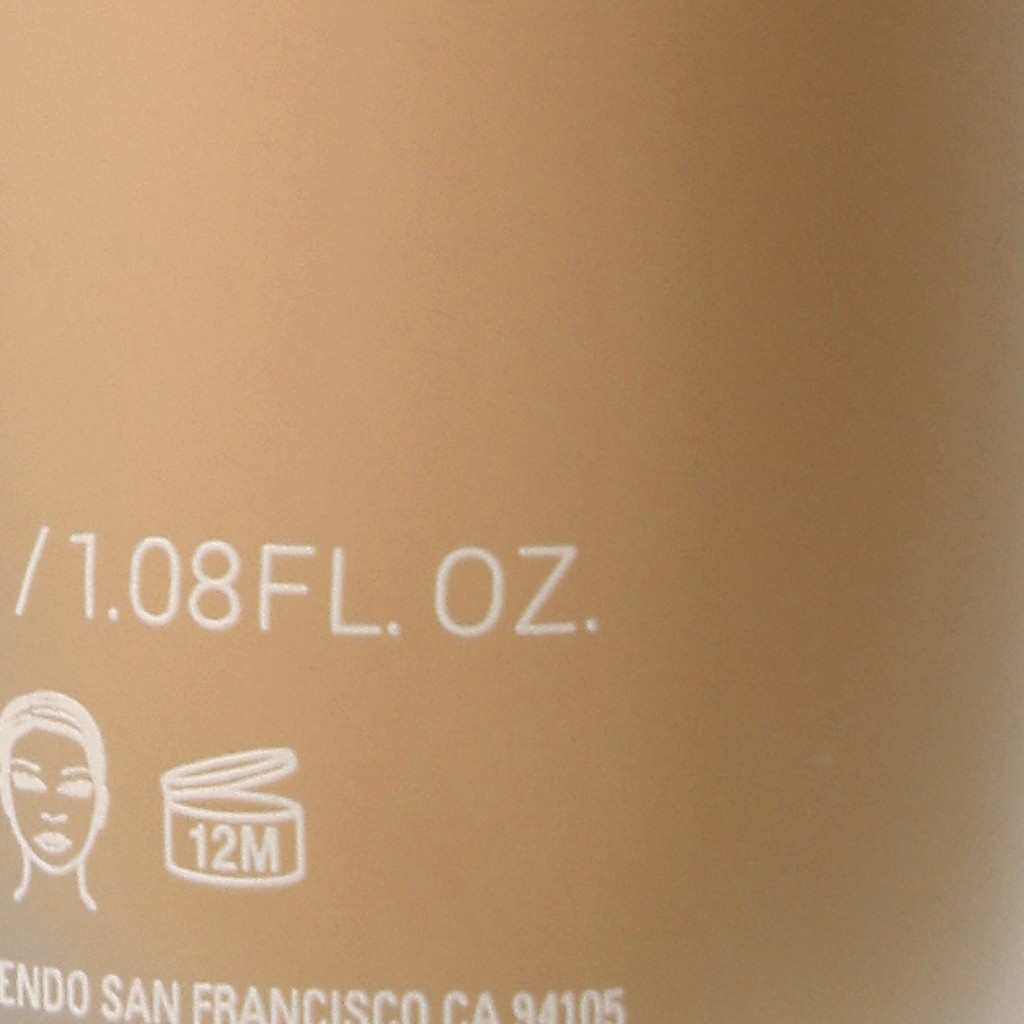 /1.08FL. OZ.
12M
ENDO SAN FRANCISCO CA 94105